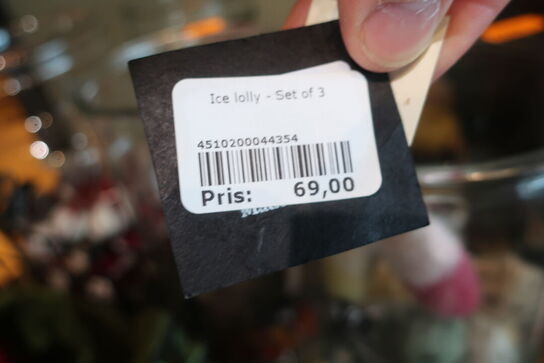 Ice lolly - Set of 3
4510200044354
Pris: 69,00